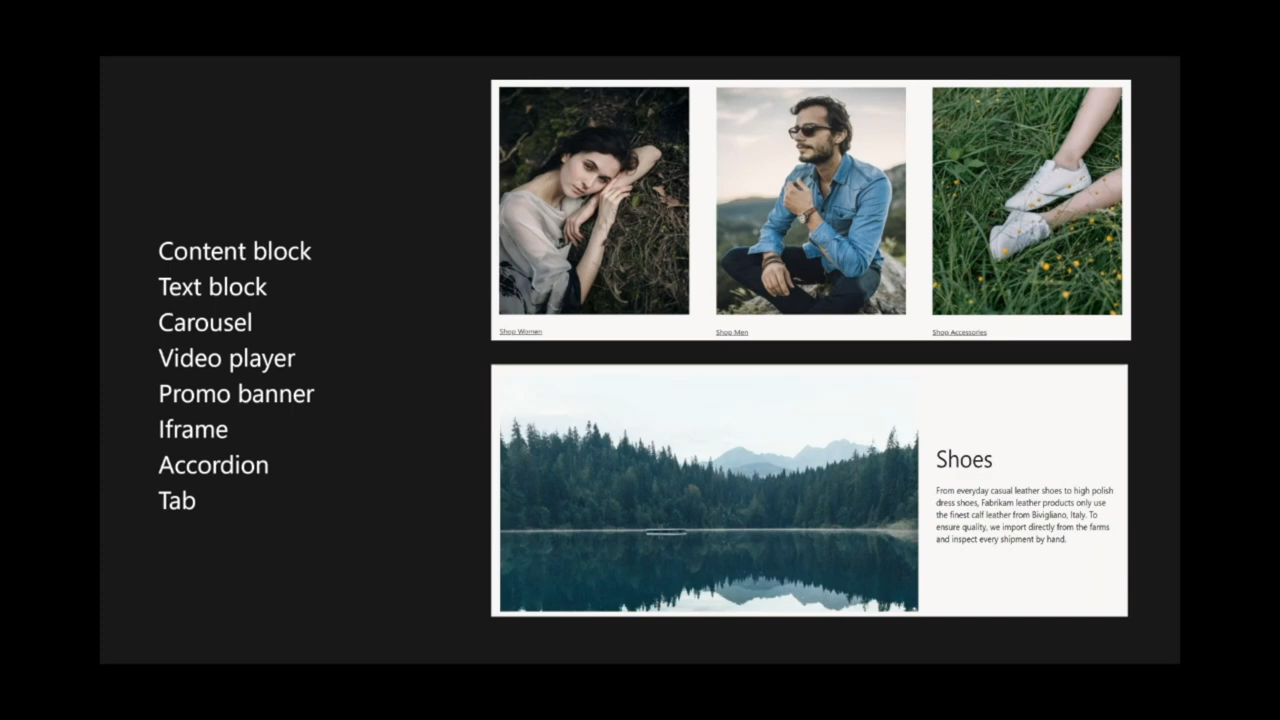 Content block
Text block
Carousel
Video player
Promo banner
Iframe
Accordion
Tab
Shop Women
Shop Men
Shop Accessories
Shoes
From everyday casual leather shoes to high polish
dress shoes, Fabrikam leather products only use
the finest calf leather from Bivigliano, Italy. To
ensure quality, we import directly from the farms
and inspect every shipment by hand.